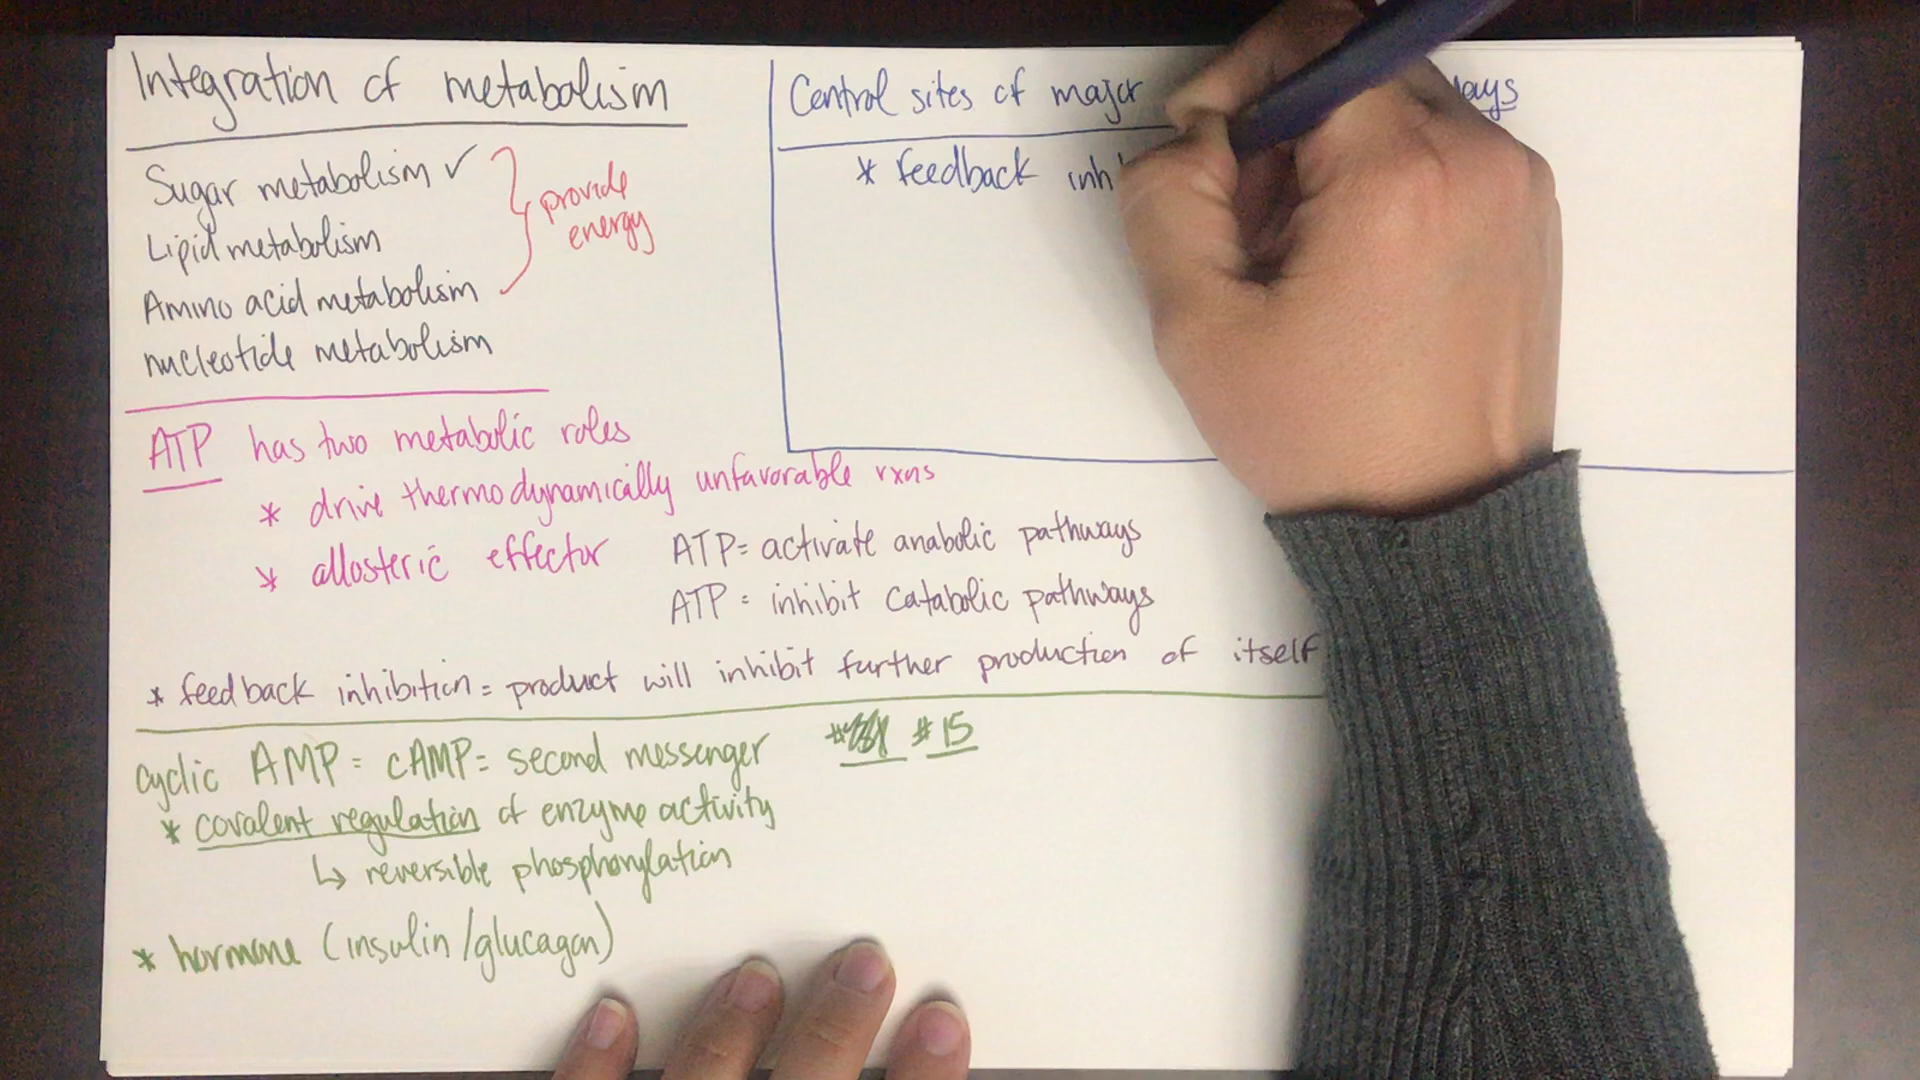 Integration of metabolism
Sugar metabolism ✓
Lipid metabolism
Amino acid metabolism
nucleotide metabolism
provide
energy
Control sites of major
* feedback
ATP has two metabolic roles
* drive thermodynamically unfavorable rxns
* allosteric effector
ATP = activate anabolic pathways
ATP = inhibit catabolic pathways
* feedback inhibition = product will inhibit further production of itself
cyclic AMP = cAMP = second messenger
#15
* covalent regulation of enzyme activity
↳ reversible phosphorylation
* hormone (insulin/glucagon)